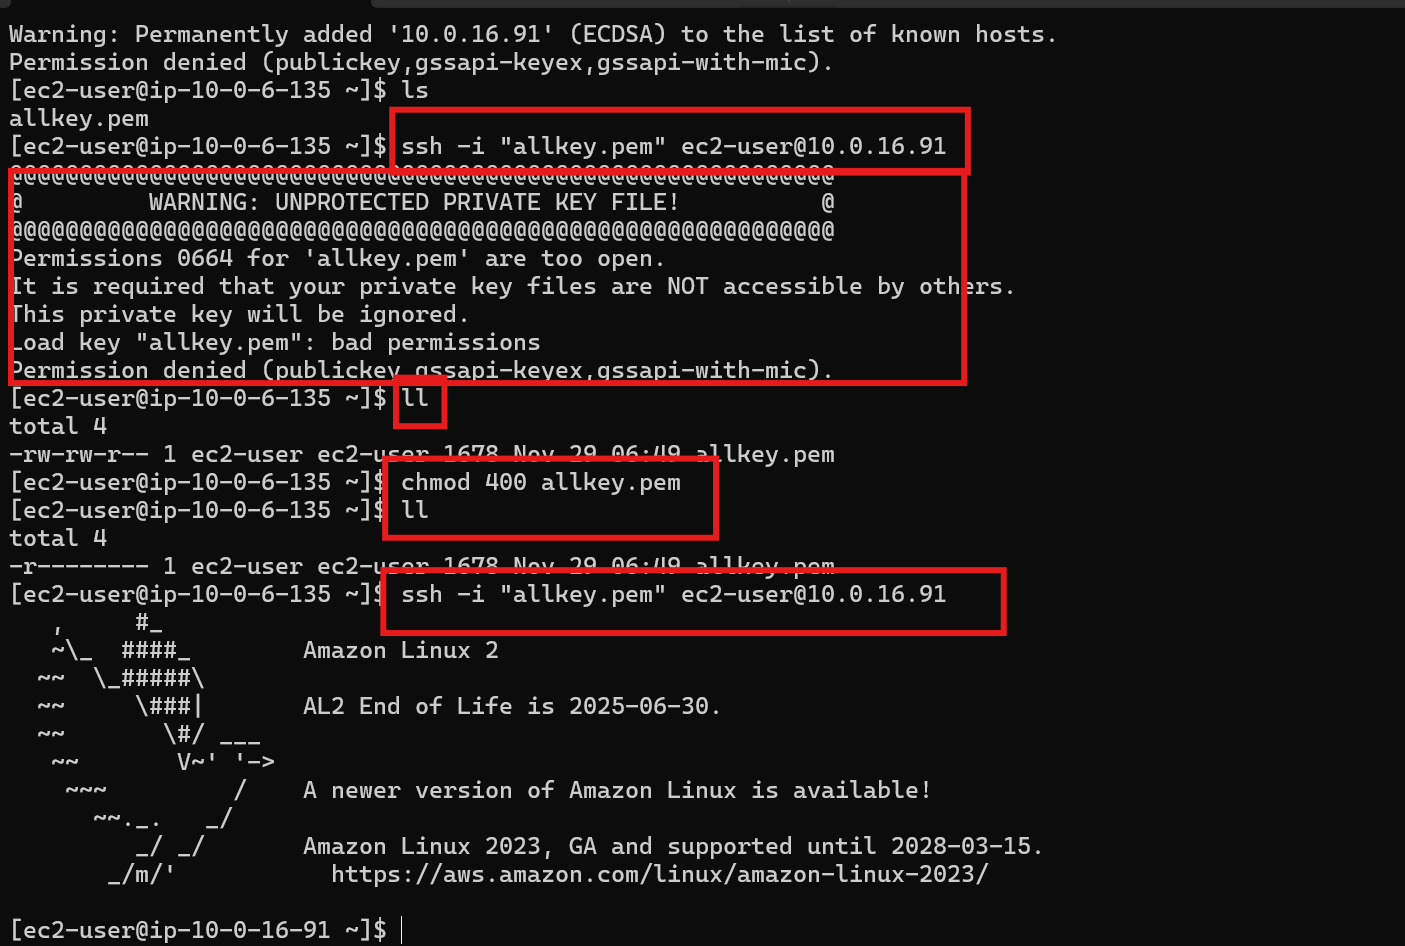 Warning: Permanently added '10.0.16.91' (ECDSA) to the list of known hosts.
Permission denied (publickey,gssapi-keyex,gssapi-with-mic).
[ec2-user@ip-10-0-6-135 ~]$ ls
allkey.pem
[ec2-user@ip-10-0-6-135 ~]$ ssh -i "allkey.pem" ec2-user@10.0.16.91
@@@@@@@@@@@@@@@@@@@@@@@@@@@@@@@@@@@@@@@@@@@@@@@@@@@@@@@@@@@
@         WARNING: UNPROTECTED PRIVATE KEY FILE!          @
@@@@@@@@@@@@@@@@@@@@@@@@@@@@@@@@@@@@@@@@@@@@@@@@@@@@@@@@@@@
Permissions 0664 for 'allkey.pem' are too open.
It is required that your private key files are NOT accessible by others.
This private key will be ignored.
Load key "allkey.pem": bad permissions
Permission denied (publickey,gssapi-keyex,gssapi-with-mic).
[ec2-user@ip-10-0-6-135 ~]$ ll
total 4
-rw-rw-r-- 1 ec2-user ec2-user 1678 Nov 29 06:49 allkey.pem
[ec2-user@ip-10-0-6-135 ~]$ chmod 400 allkey.pem
[ec2-user@ip-10-0-6-135 ~]$ ll
total 4
-r-------- 1 ec2-user ec2-user 1678 Nov 29 06:49 allkey.pem
[ec2-user@ip-10-0-6-135 ~]$ ssh -i "allkey.pem" ec2-user@10.0.16.91
   ,     #_
   ~\_  ####_        Amazon Linux 2
  ~~  \_#####\
  ~~     \###|       AL2 End of Life is 2025-06-30.
  ~~       \#/ ___
   ~~       V~' '->
    ~~~         /    A newer version of Amazon Linux is available!
      ~~._.   _/
         _/ _/       Amazon Linux 2023, GA and supported until 2028-03-15.
       _/m/'           https://aws.amazon.com/linux/amazon-linux-2023/
[ec2-user@ip-10-0-16-91 ~]$